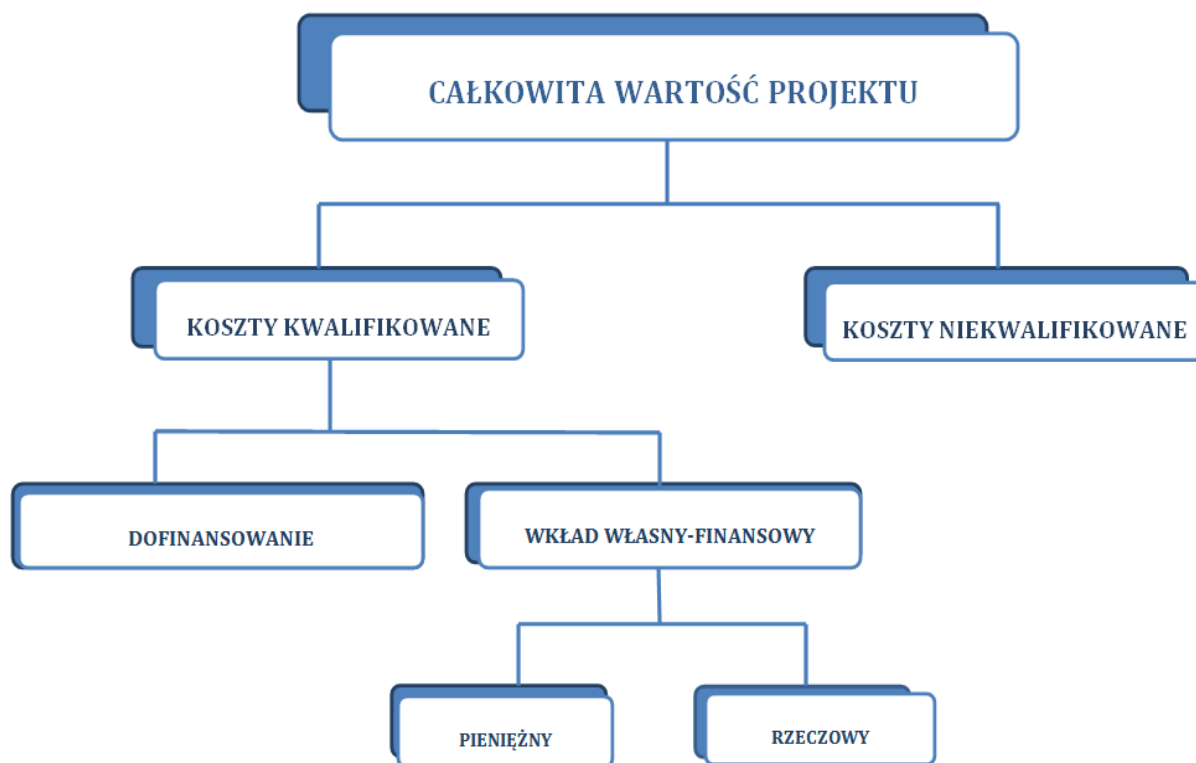 CAŁKOWITA WARTOŚĆ PROJEKTU
KOSZTY KWALIFIKOWANE
KOSZTY NIEKWALIFIKOWANE
DOFINANSOWANIE
WKŁAD WŁASNY-FINANSOWY
PIENIĘŻNY
RZECZOWY